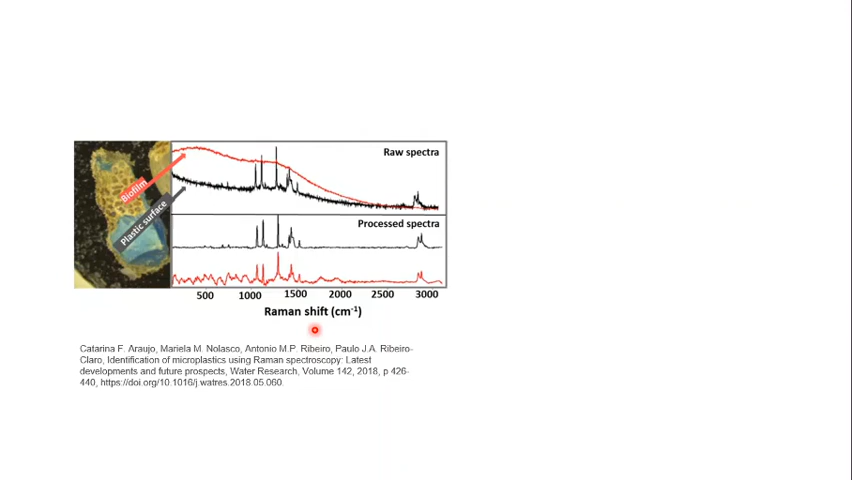 Raw spectra
Biofilm
Plastic surface
Processed spectra
500 1000 1500 2000 2500 3000
Raman shift (cm-1)
Catarina F. Araujo, Mariela M. Nolasco, Antonio M.P. Ribeiro, Paulo J.A. Ribeiro-
Claro, Identification of microplastics using Raman spectroscopy: Latest
developments and future prospects, Water Research, Volume 142, 2018, p 426-
440, https://doi.org/10.1016/j.watres.2018.05.060.